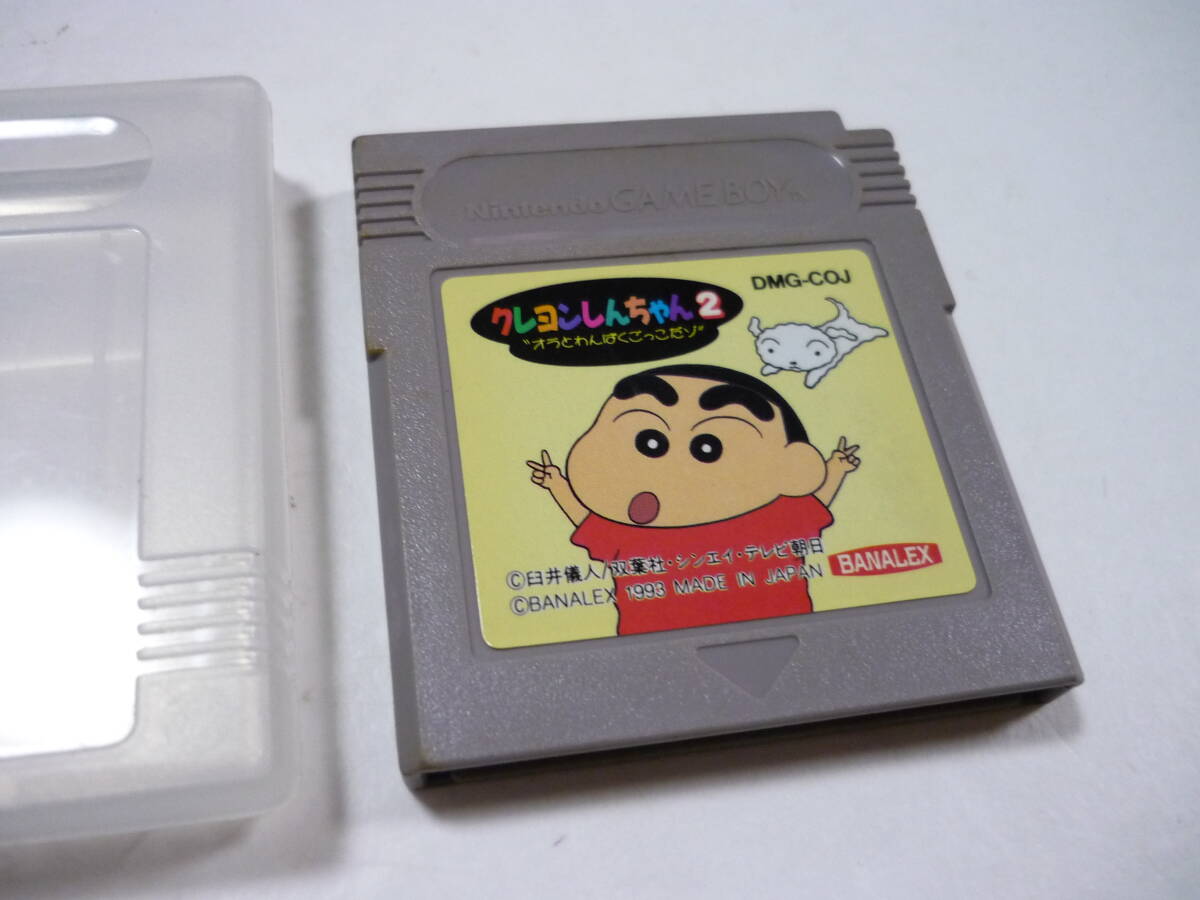 Nintendo GAME BOY
DMG-COJ
クレヨンしんちゃん2
"オラとわんぱくごっこだゾ"
©臼井儀人/双葉社・シンエイ・テレビ朝日
©BANALEX 1993 MADE IN JAPAN
BANALEX